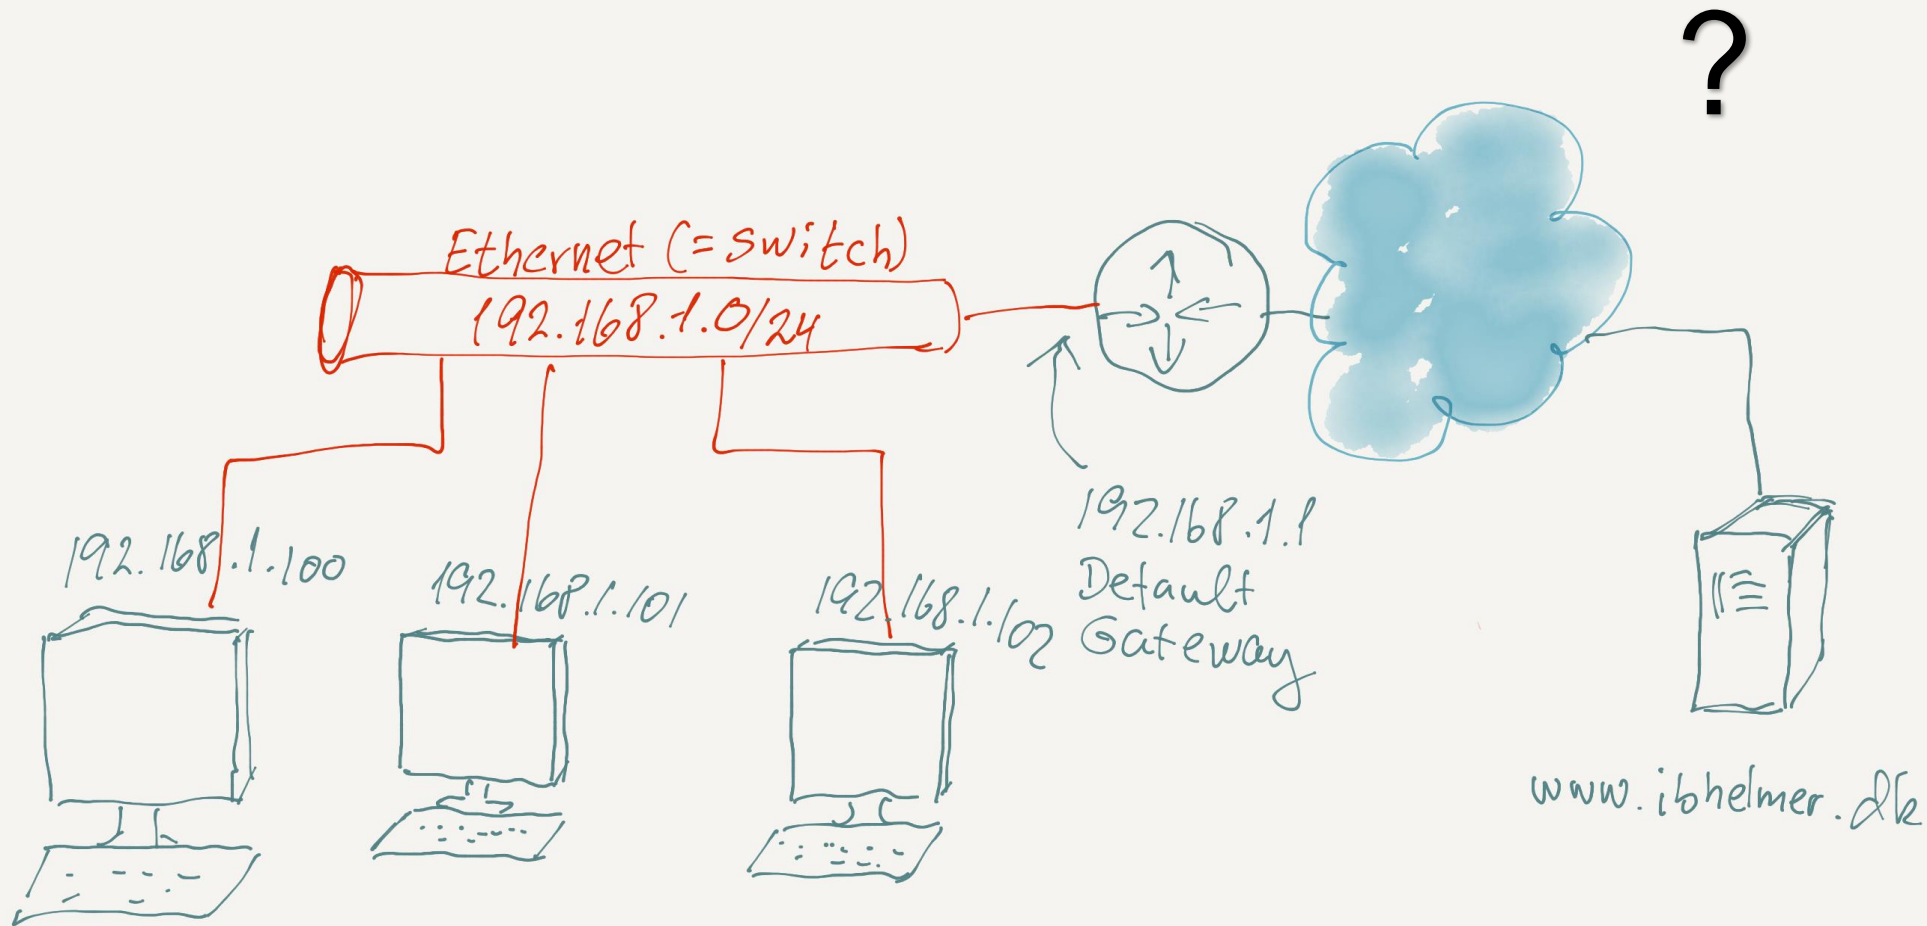 ?
Ethernet (= switch)
192.168.1.0/24
192.168.1.100
192.168.1.101
192.168.1.102
192.168.1.1
Default
Gateway
www.ibhelmer.dk